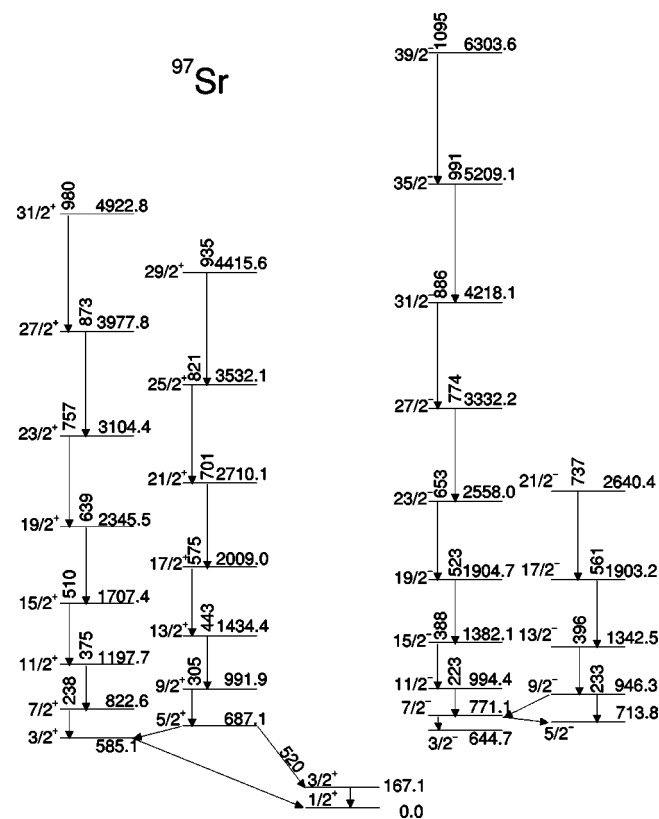 ⁹⁷Sr
31/2⁺ 980 4922.8
27/2⁺ 873 3977.8
23/2⁺ 757 3104.4
19/2⁺ 639 2345.5
15/2⁺ 510 1707.4
11/2⁺ 375 1197.7
7/2⁺ 238 822.6
3/2⁺ 585.1
29/2⁺ 935 4415.6
25/2⁺ 821 3532.1
21/2⁺ 701 2710.1
17/2⁺ 575 2009.0
13/2⁺ 443 1434.4
9/2⁺ 305 991.9
5/2⁺ 687.1
520
3/2⁺ 167.1
1/2⁺ 0.0
39/2⁻ 1095 6303.6
35/2⁻ 991 5209.1
31/2⁻ 886 4218.1
27/2⁻ 774 3332.2
23/2⁻ 653 2558.0
19/2⁻ 523 1904.7
15/2⁻ 388 1382.1
11/2⁻ 223 994.4
7/2⁻ 771.1
3/2⁻ 644.7
21/2⁻ 737 2640.4
17/2⁻ 561 1903.2
13/2⁻ 396 1342.5
9/2⁻ 233 946.3
5/2⁻ 713.8